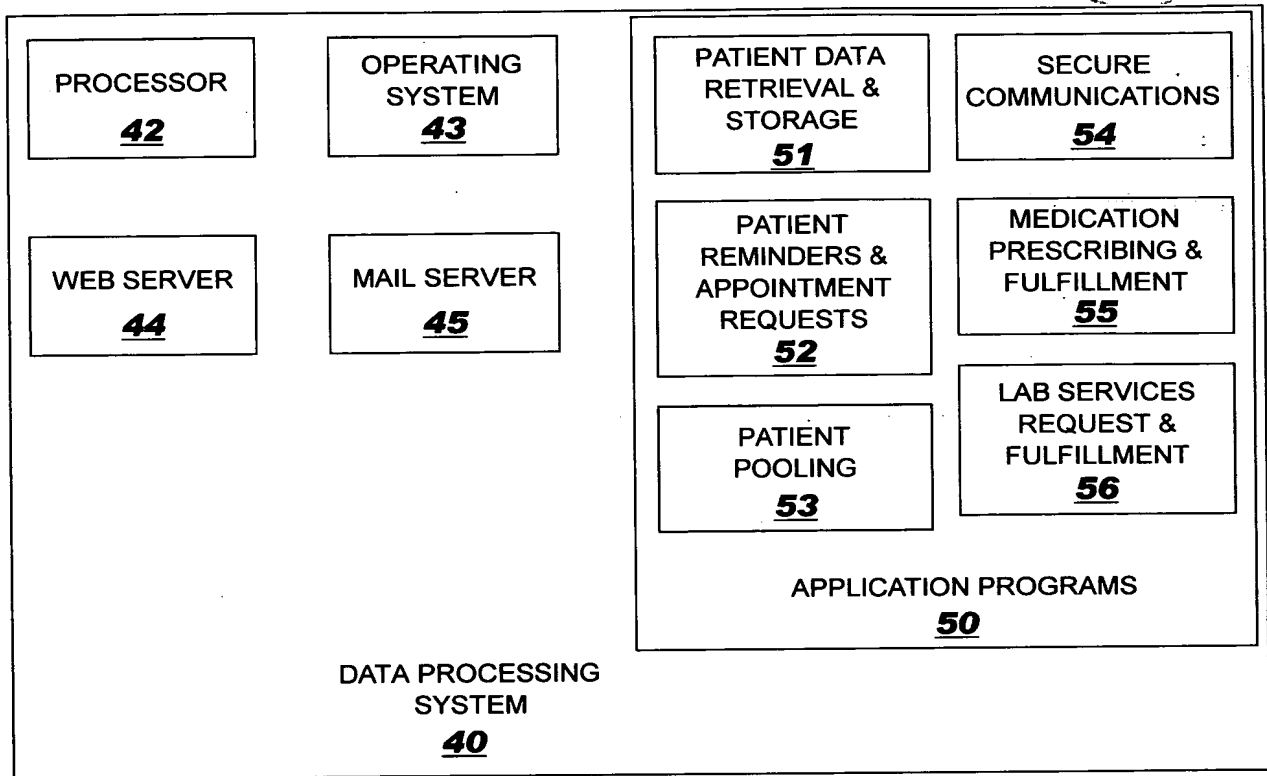 PROCESSOR
42
OPERATING
SYSTEM
43
WEB SERVER
44
MAIL SERVER
45
PATIENT DATA
RETRIEVAL &
STORAGE
51
SECURE
COMMUNICATIONS
54
PATIENT
REMINDERS &
APPOINTMENT
REQUESTS
52
MEDICATION
PRESCRIBING &
FULFILLMENT
55
PATIENT
POOLING
53
LAB SERVICES
REQUEST &
FULFILLMENT
56
APPLICATION PROGRAMS
50
DATA PROCESSING
SYSTEM
40